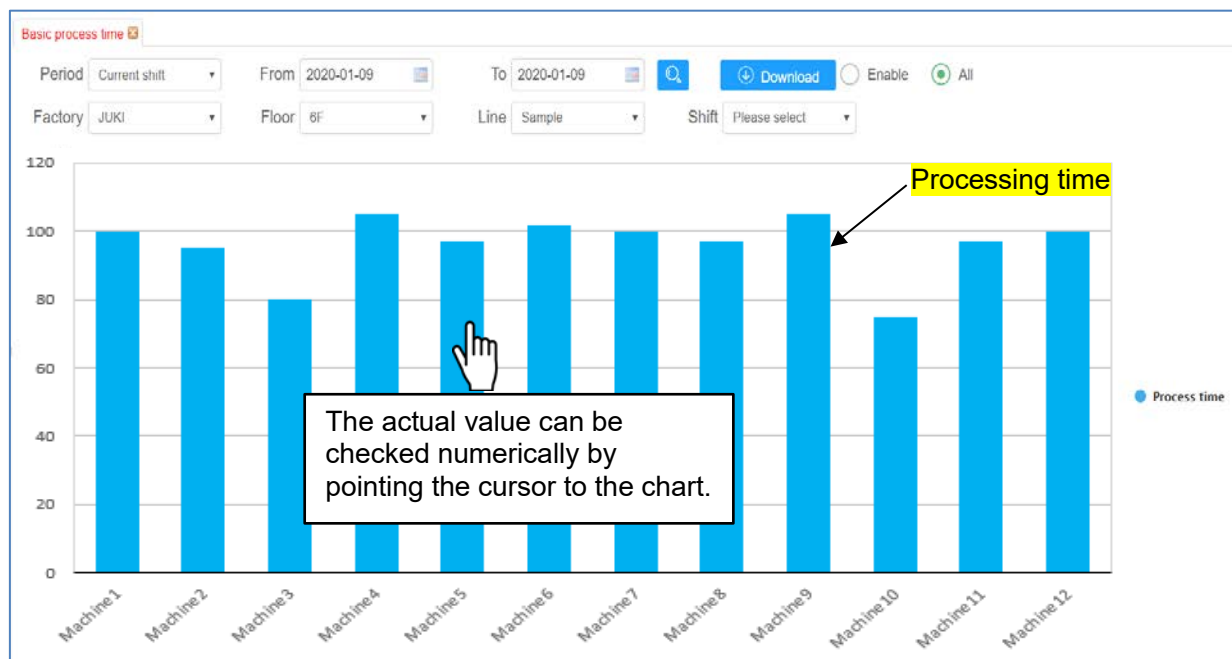 Basic process time
Period Current shift From 2020-01-09 To 2020-01-09 Download Enable All
Factory JUKI Floor 6F Line Sample Shift Please select
120
Processing time
100
80
60
Process time
The actual value can be
checked numerically by
pointing the cursor to the chart.
40
20
0
Machine1 Machine2 Machine3 Machine4 Machine5 Machine6 Machine7 Machine8 Machine9 Machine10 Machine11 Machine12